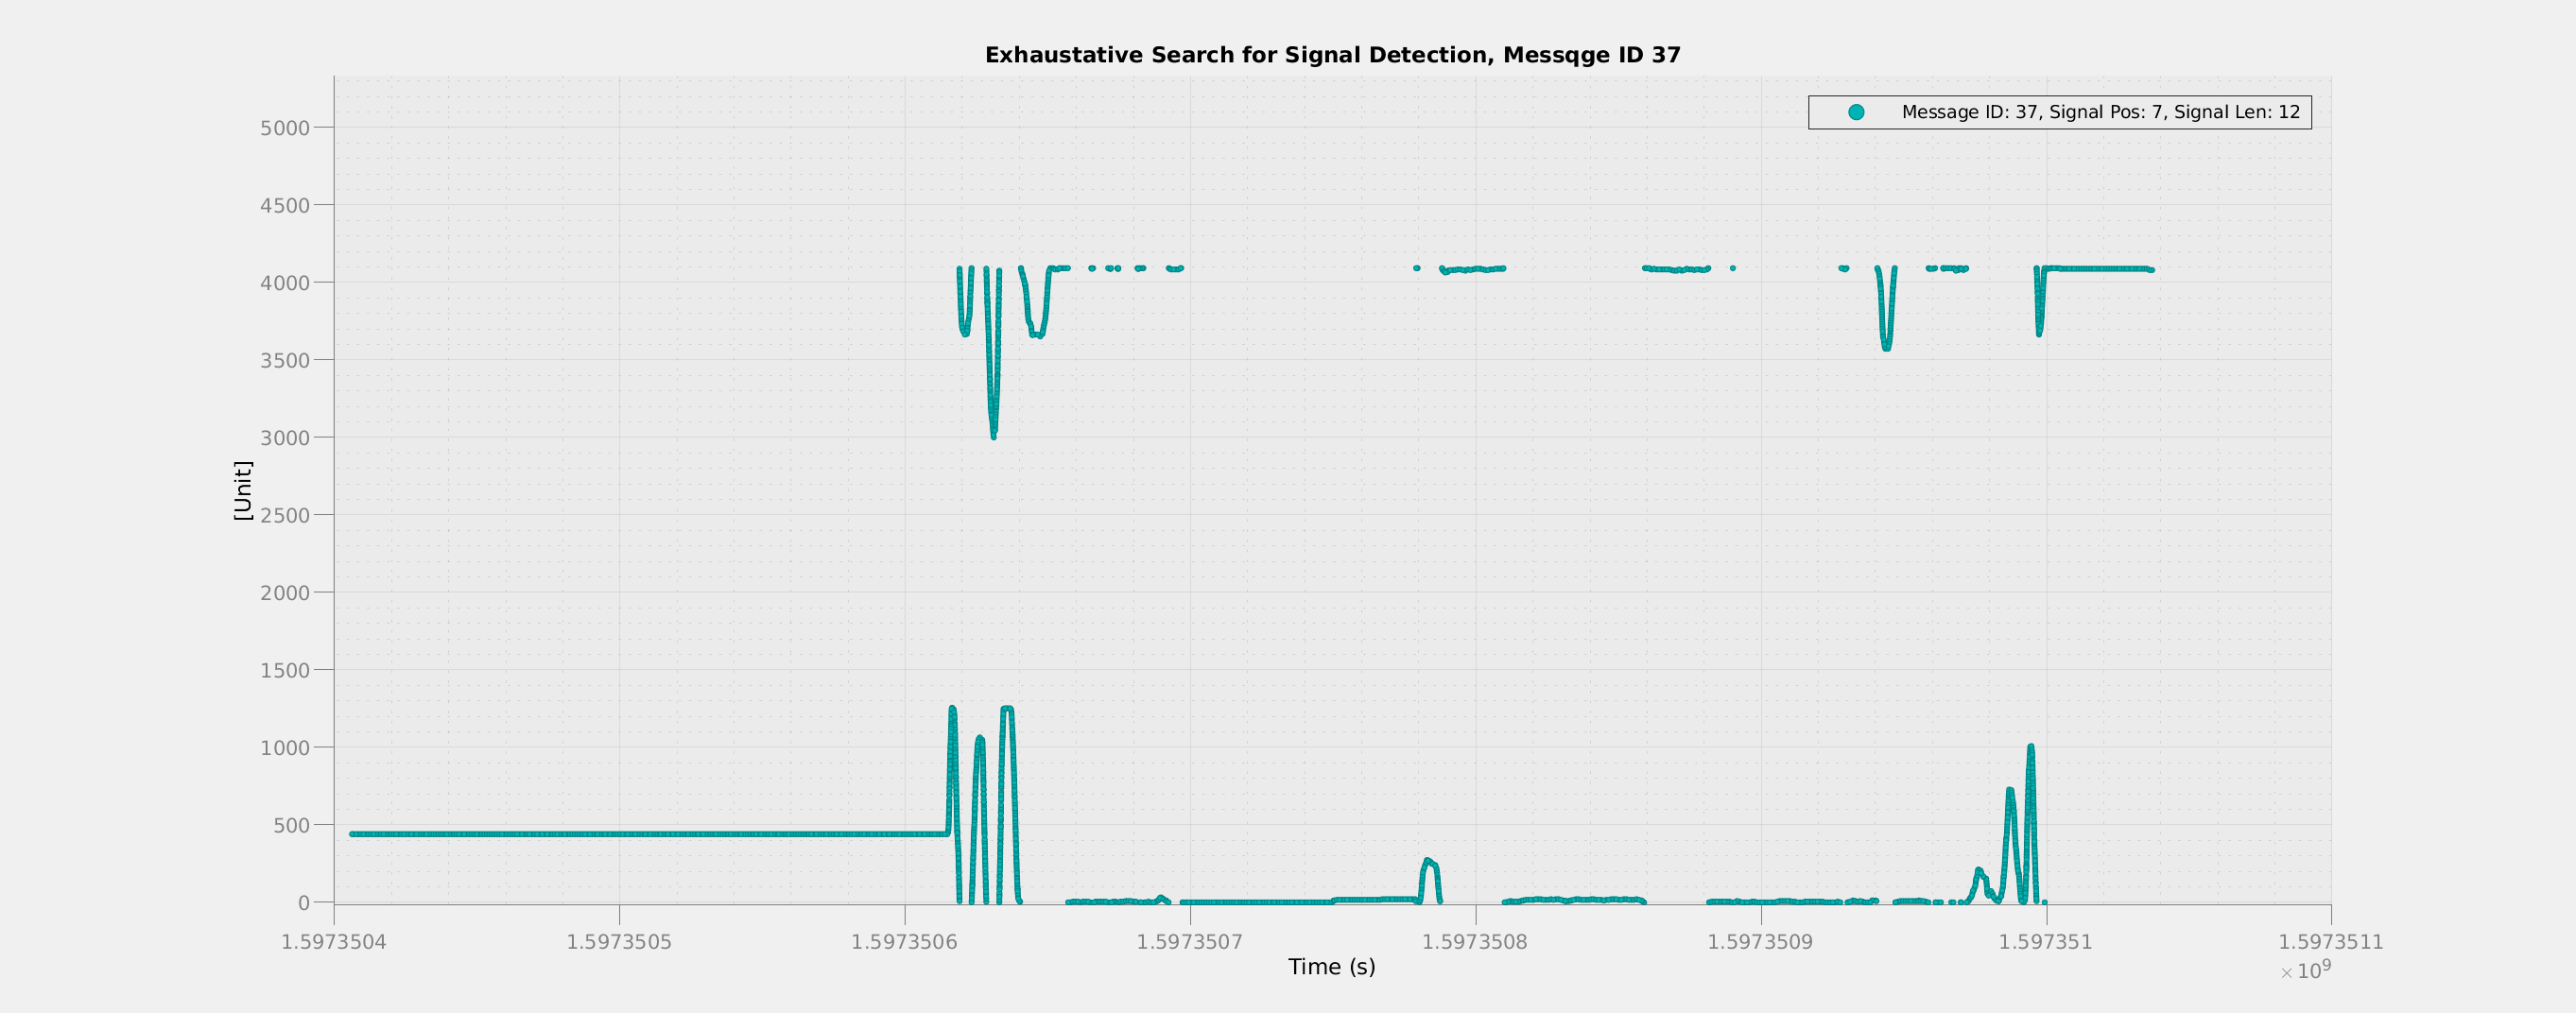 Exhaustative Search for Signal Detection, Messqge ID 37
Message ID: 37, Signal Pos: 7, Signal Len: 12
5000
4500
4000
3500
3000
2500
2000
1500
1000
500
0
[Unit]
1.5973504 1.5973505 1.5973506 1.5973507 1.5973508 1.5973509 1.597351 1.5973511
Time (s)
× 10⁹